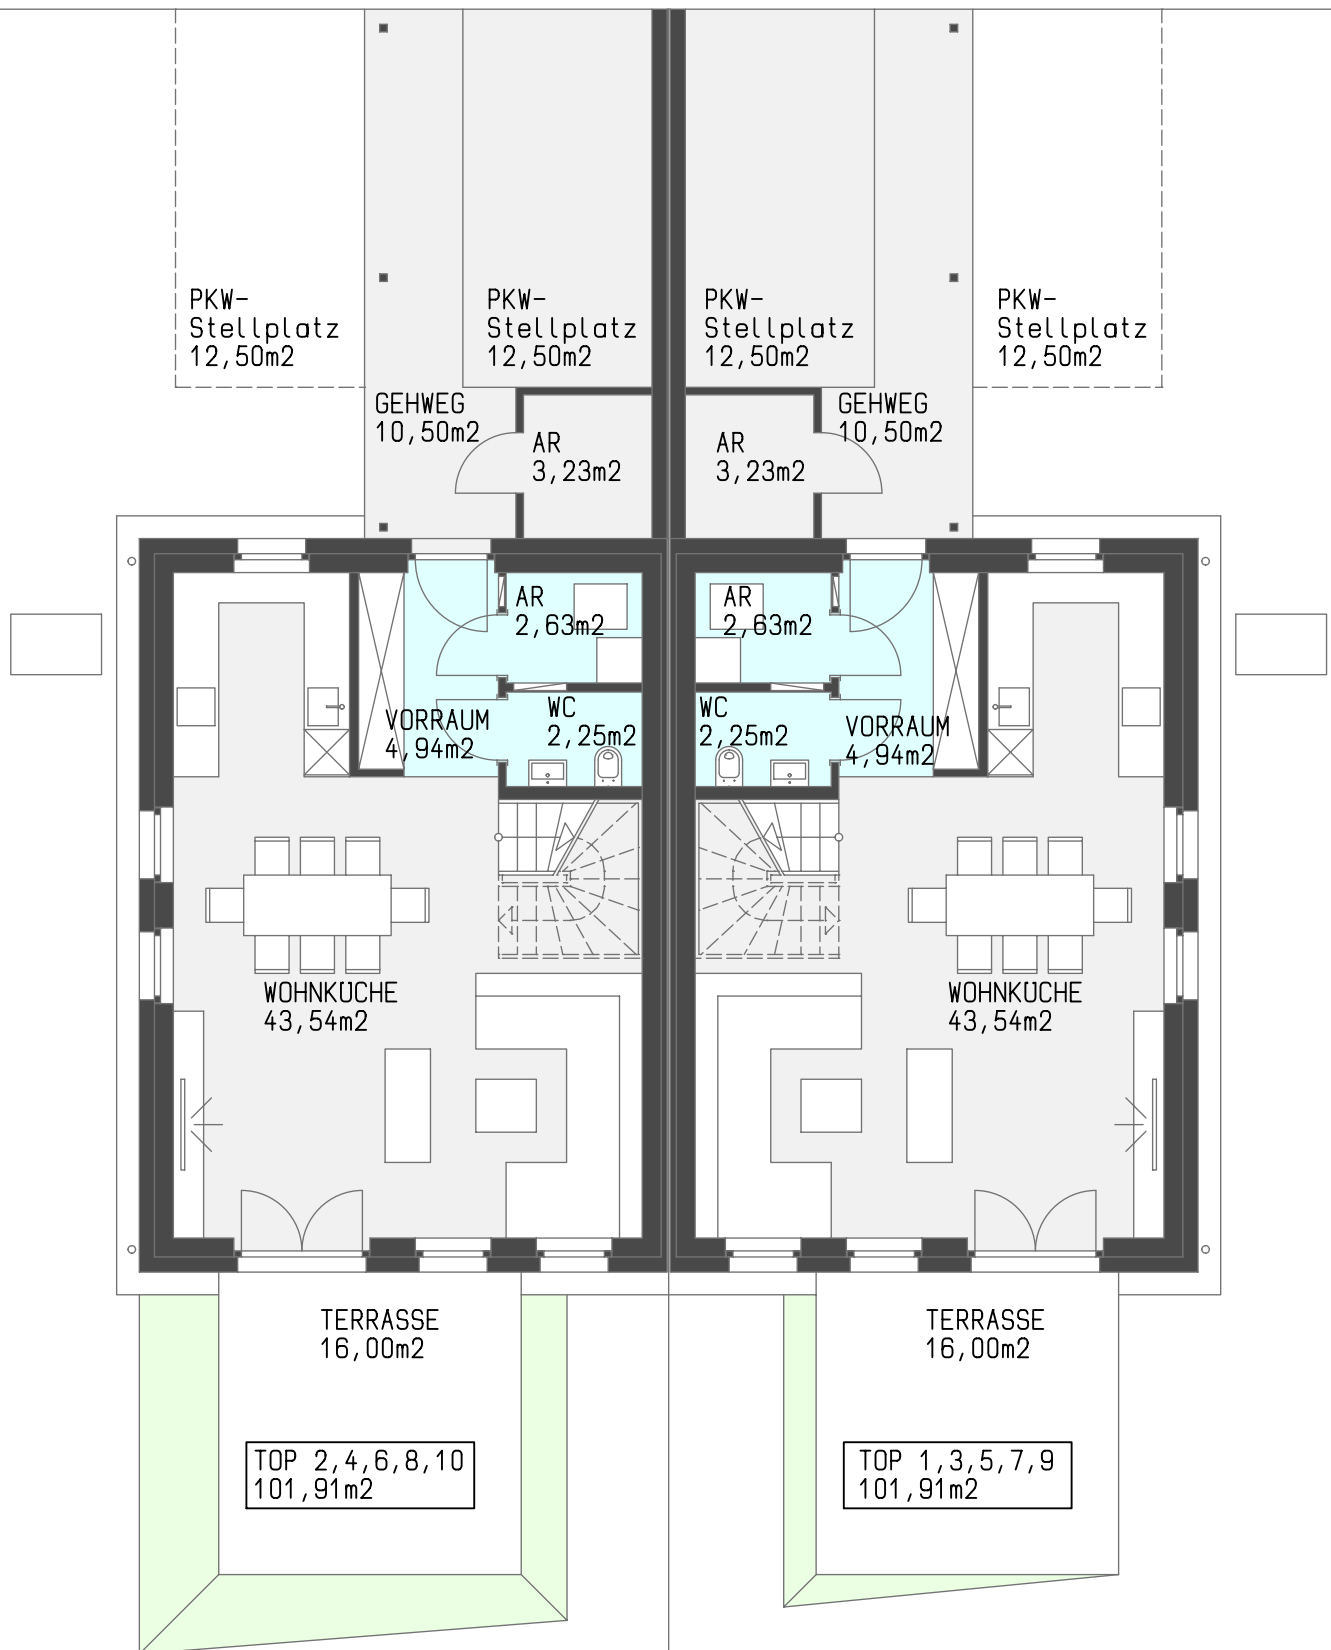 PKW-
Stellplatz
12,50m2
PKW-
Stellplatz
12,50m2
PKW-
Stellplatz
12,50m2
PKW-
Stellplatz
12,50m2
GEHWEG
10,50m2
AR
3,23m2
AR
3,23m2
GEHWEG
10,50m2
AR
2,63m2
AR
2,63m2
VORRAUM
4,94m2
WC
2,25m2
WC
2,25m2
VORRAUM
4,94m2
WOHNKÜCHE
43,54m2
WOHNKÜCHE
43,54m2
TERRASSE
16,00m2
TERRASSE
16,00m2
TOP 2,4,6,8,10
101,91m2
TOP 1,3,5,7,9
101,91m2